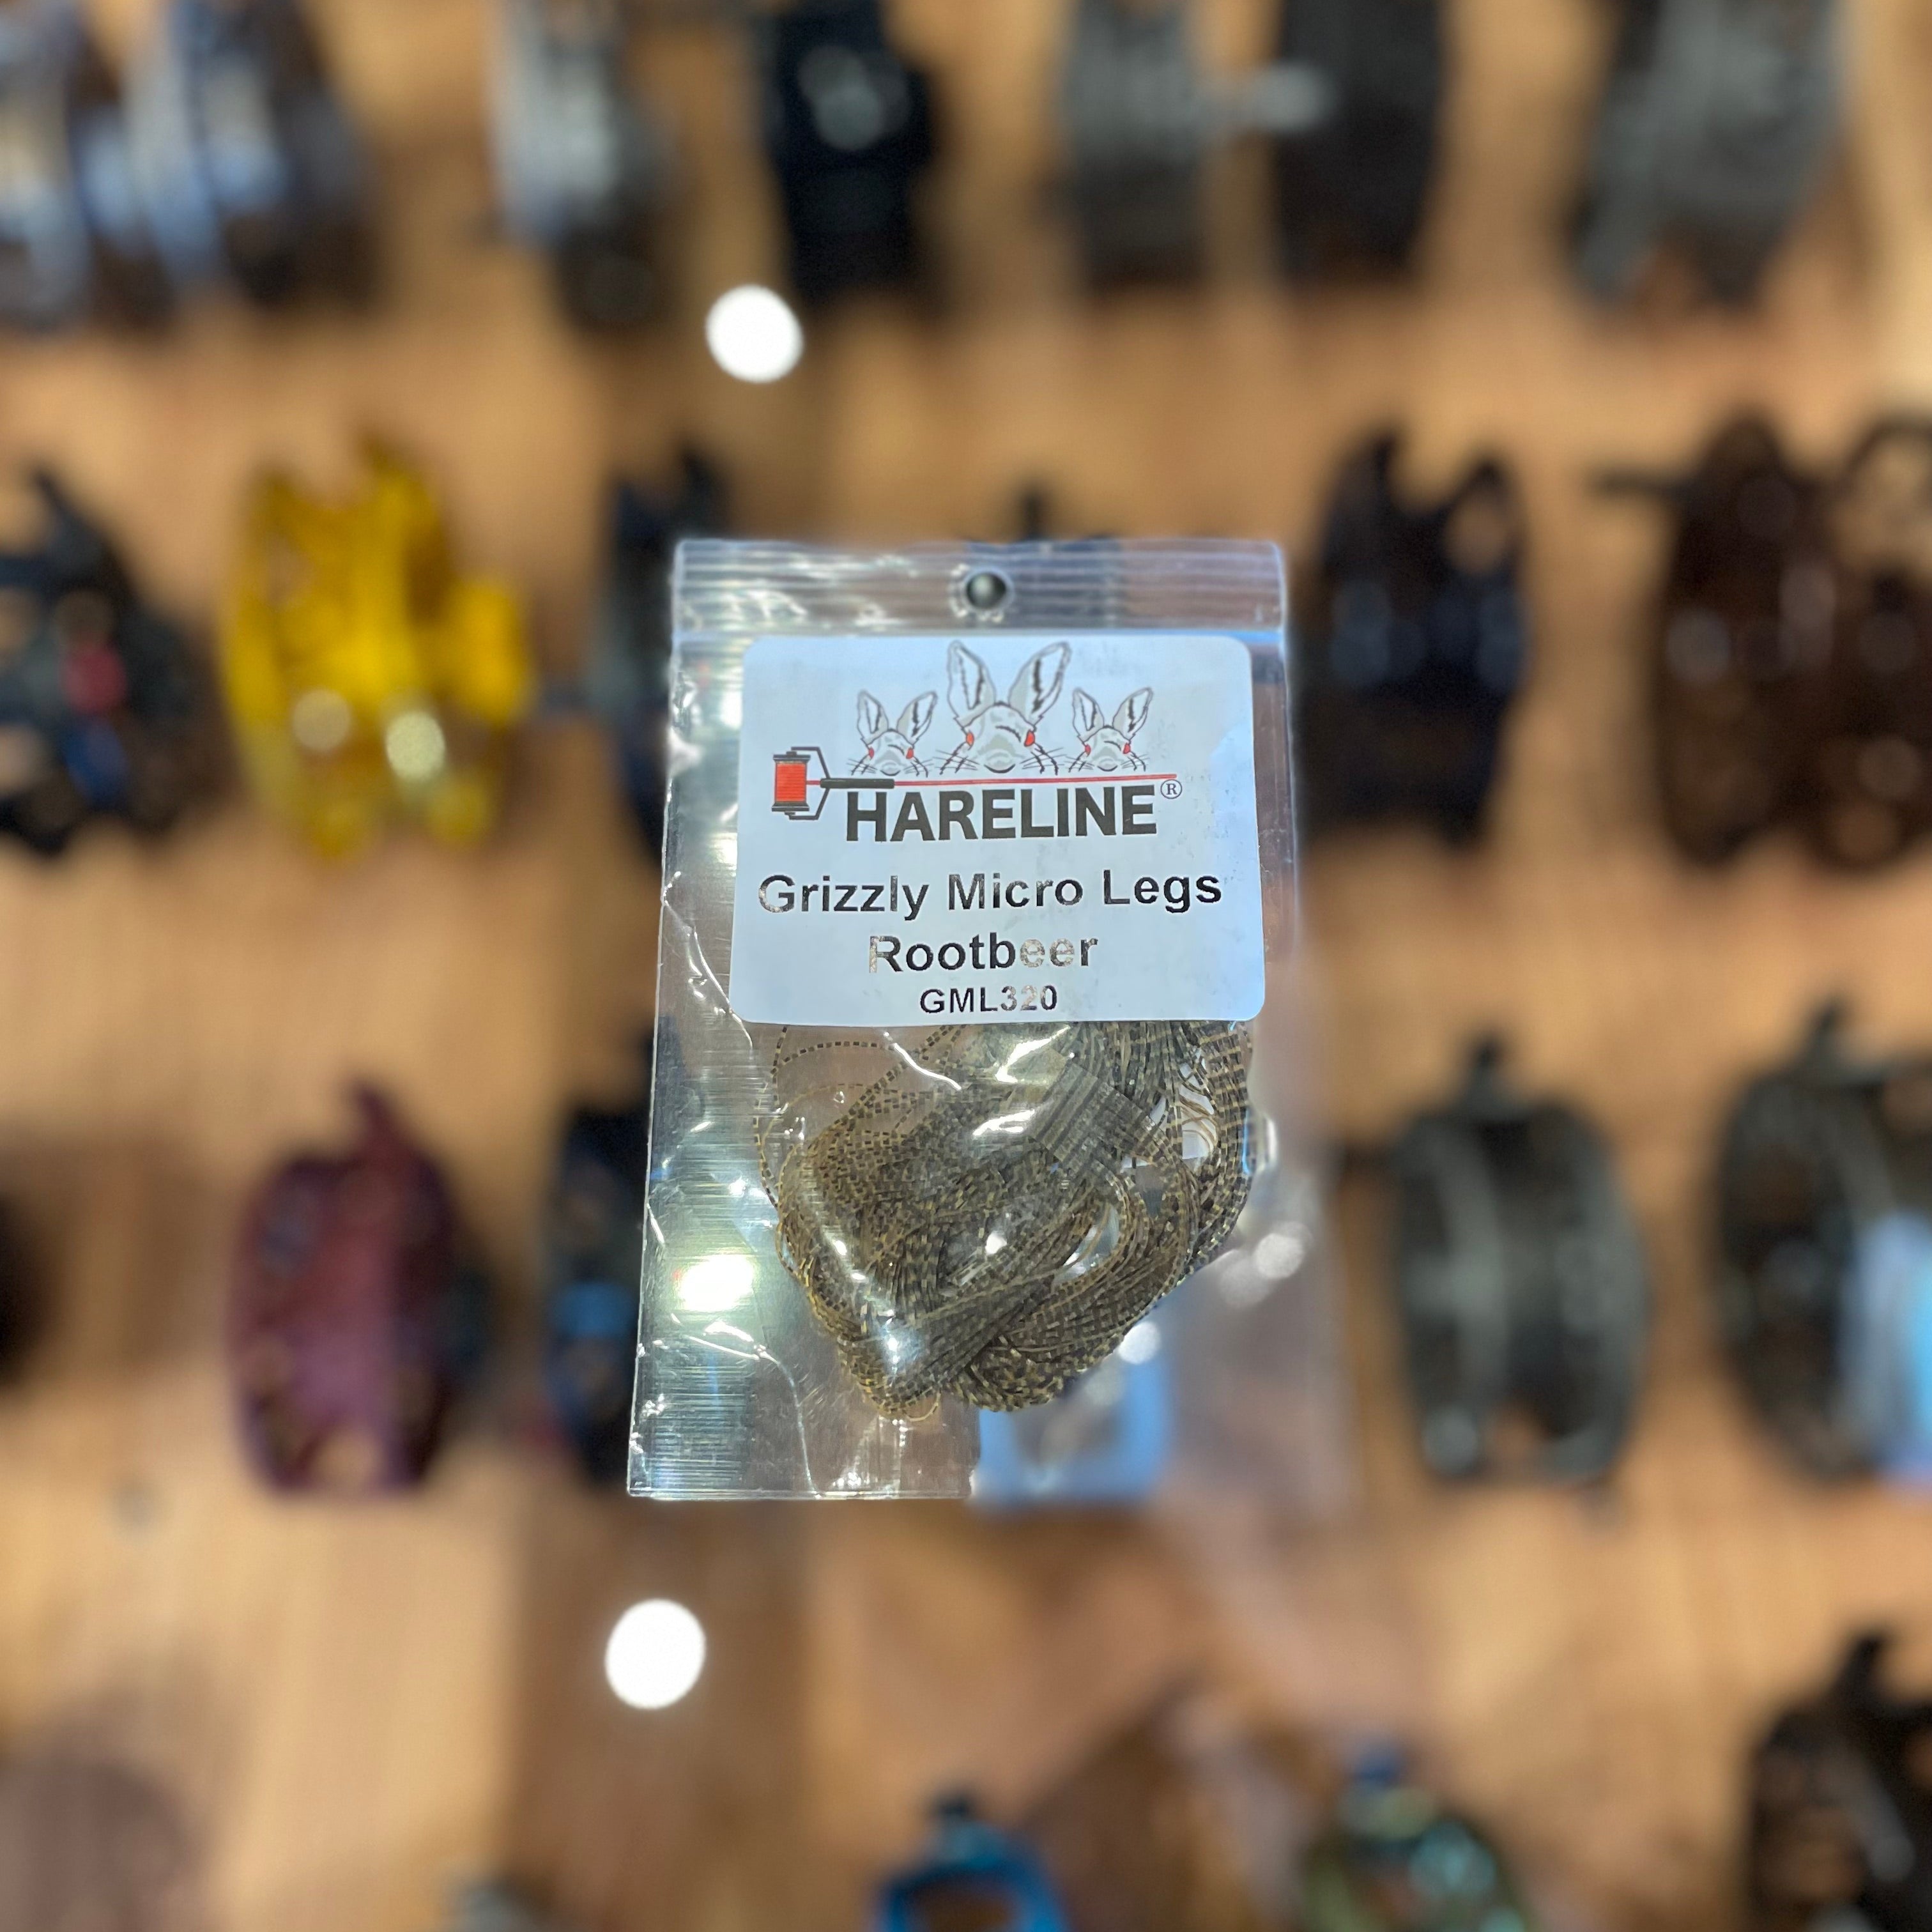 HARELINE®
Grizzly Micro Legs
Rootbeer
GML320